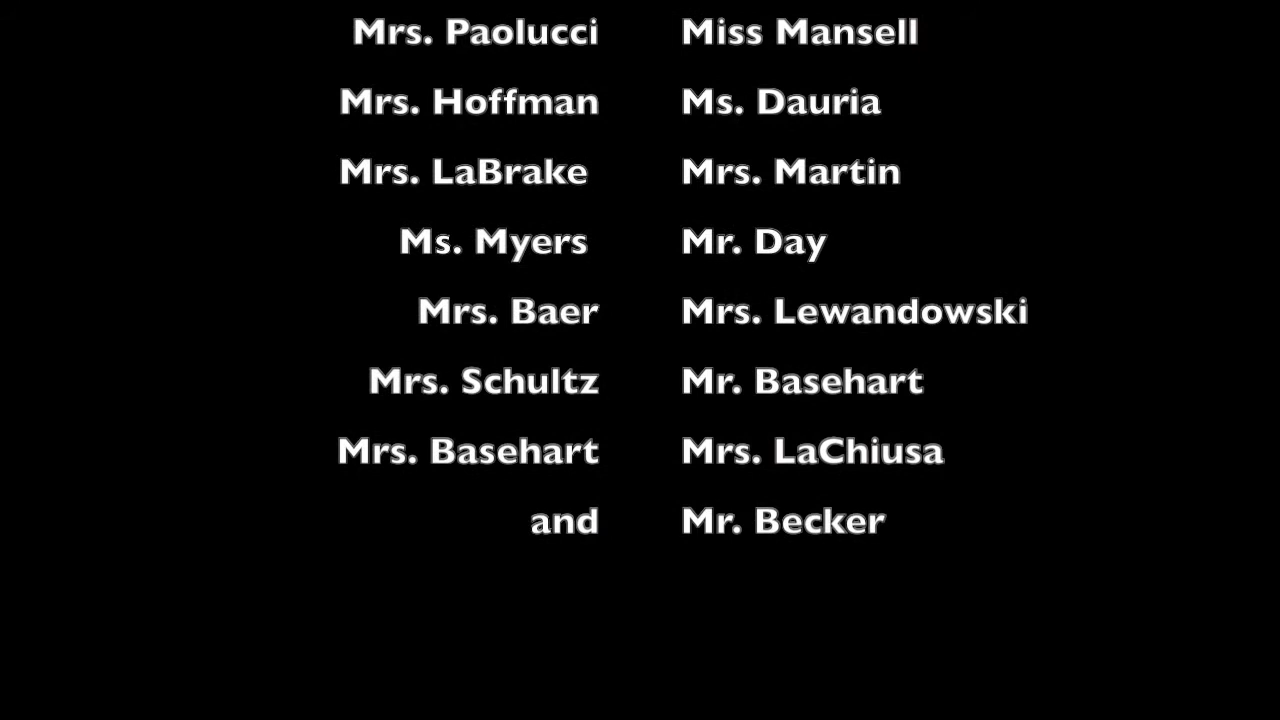 Mrs. Paolucci Miss Mansell
Mrs. Hoffman Ms. Dauria
Mrs. LaBrake Mrs. Martin
Ms. Myers Mr. Day
Mrs. Baer Mrs. Lewandowski
Mrs. Schultz Mr. Basehart
Mrs. Basehart Mrs. LaChiusa
and Mr. Becker